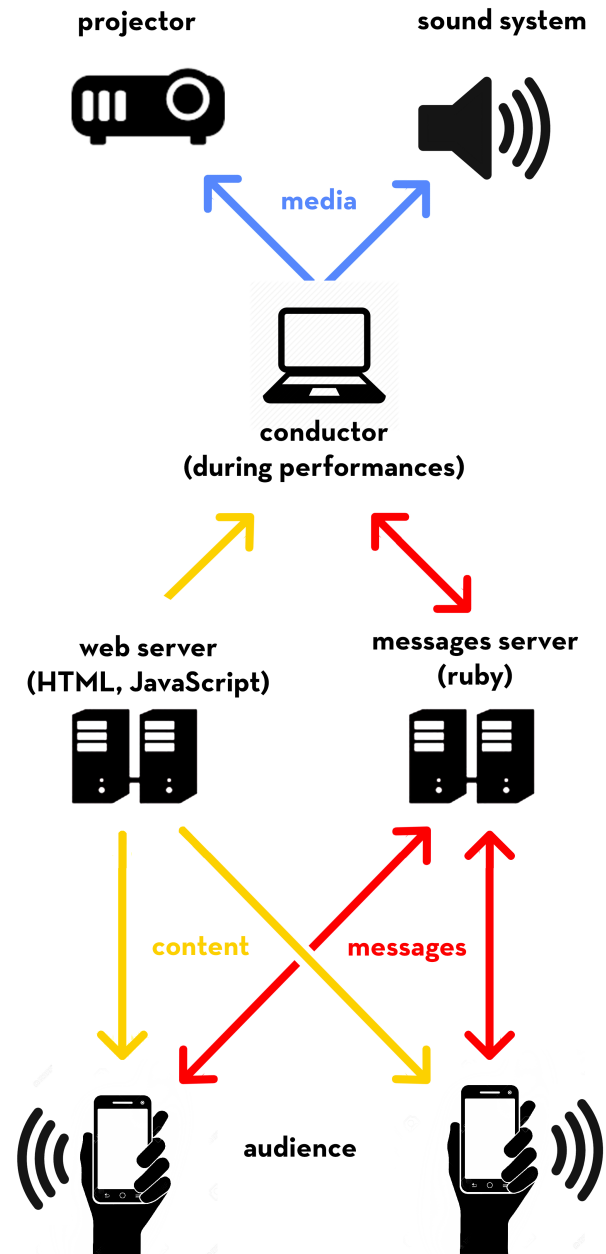 projector
sound system
media
conductor
(during performances)
web server
(HTML, JavaScript)
messages server
(ruby)
content
messages
audience